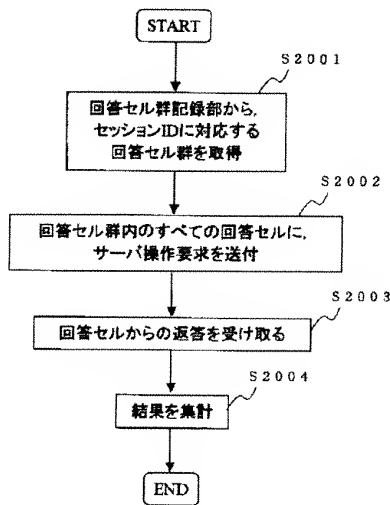 START
S2001
回答セル群記録部から,
セッションIDに対応する
回答セル群を取得
S2002
回答セル群内のすべての回答セルに,
サーバ操作要求を送付
S2003
回答セルからの返答を受け取る
S2004
結果を集計
END